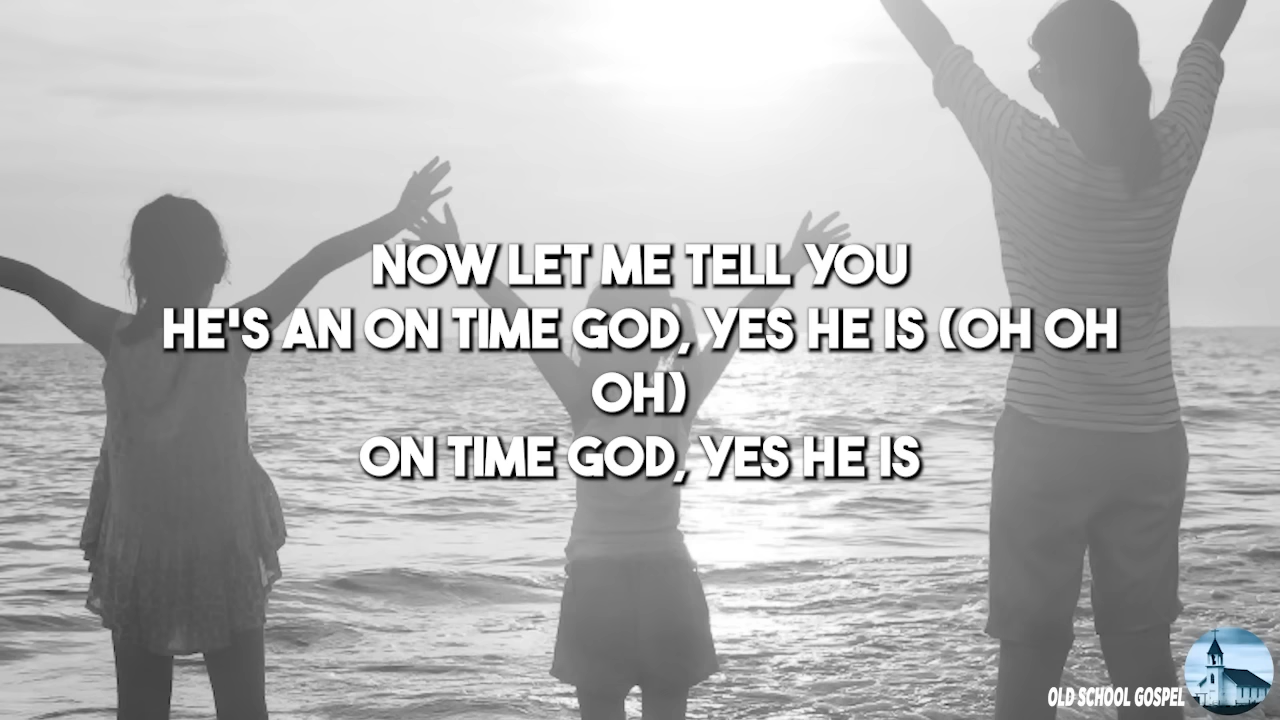 NOW LET ME TELL YOU
HE'S AN ON TIME GOD, YES HE IS (OH OH
OH)
ON TIME GOD, YES HE IS
OLD SCHOOL GOSPEL